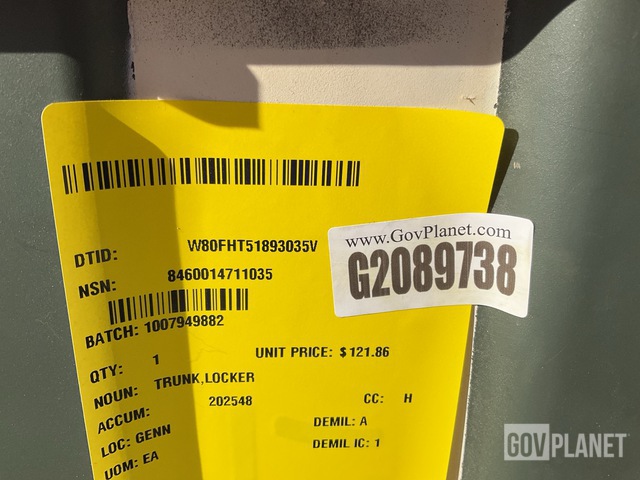 DTID: W80FHT51893035V
www.GovPlanet.com
G2089738
NSN: 8460014711035
BATCH: 1007949882
QTY: 1 UNIT PRICE: $121.86
NOUN: TRUNK,LOCKER
202548 CC: H
ACCUM:
LOC: GENN DEMIL: A
UOM: EA DEMIL IC: 1
GOVPLANET